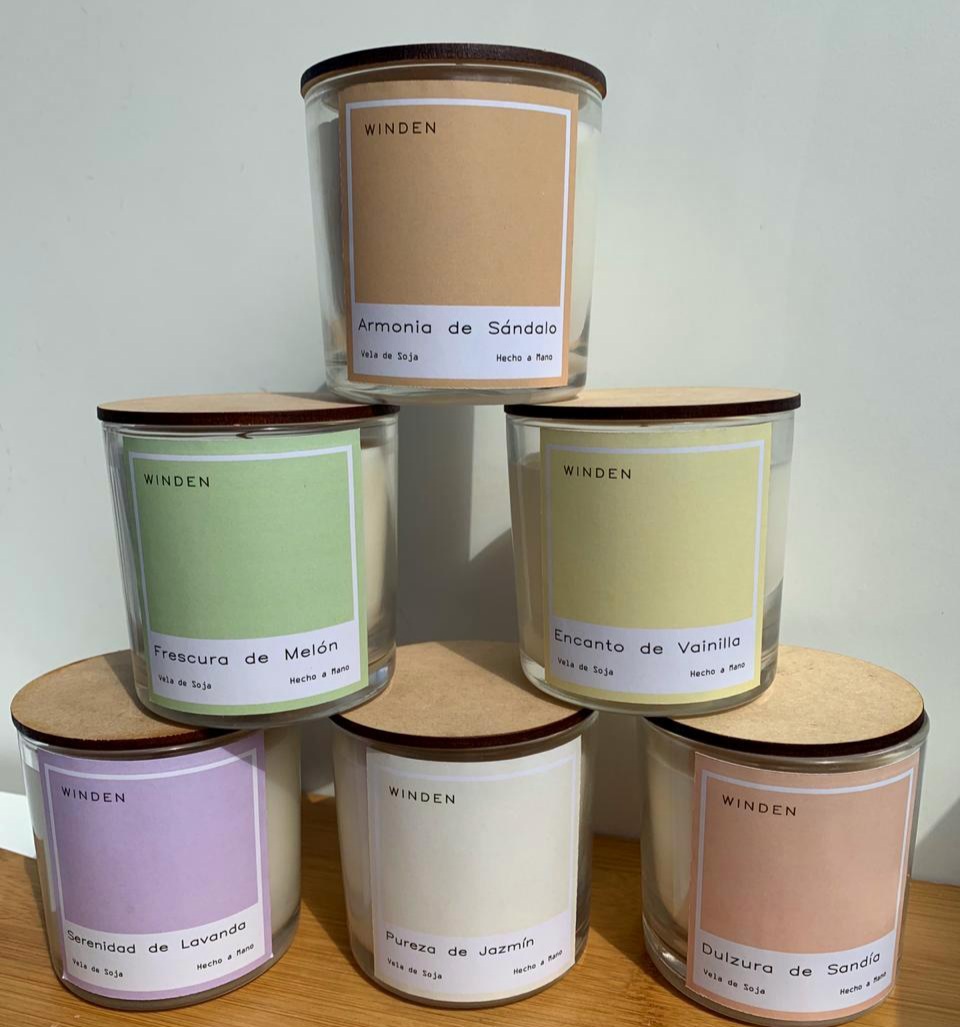 WINDEN
Armonia de Sándalo
Vela de Soja Hecho a Mano
WINDEN
Frescura de Melón
Vela de Soja Hecho a Mano
WINDEN
Encanto de Vainilla
Vela de Soja Hecho a Mano
WINDEN
Serenidad de Lavanda
Vela de Soja Hecho a Mano
WINDEN
Pureza de Jazmín
Vela de Soja Hecho a Mano
WINDEN
Dulzura de Sandía
Vela de Soja Hecho a Mano